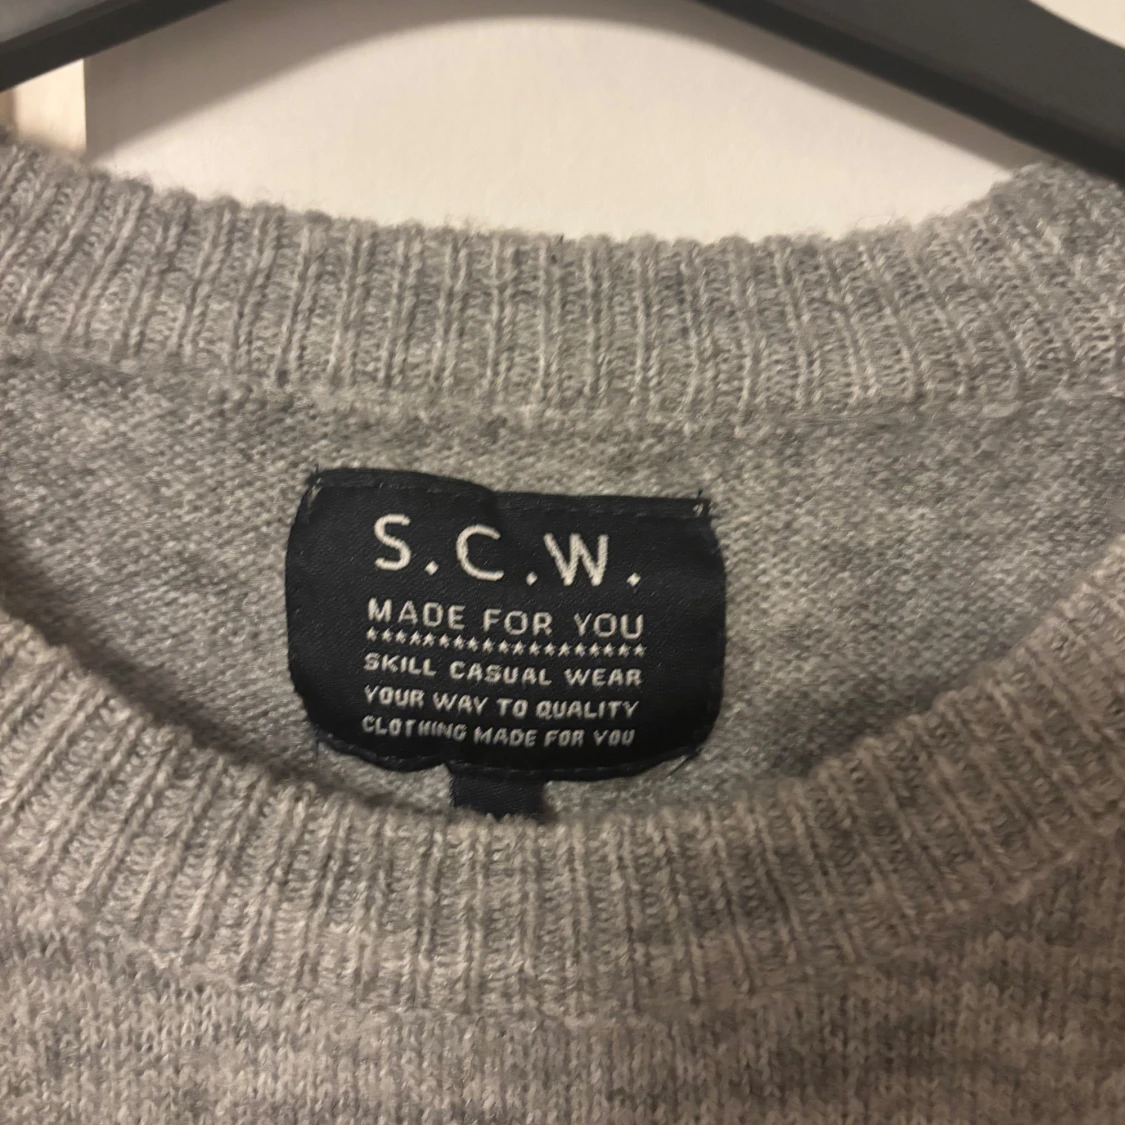 S.C.W.
MADE FOR YOU
*******************
SKILL CASUAL WEAR
YOUR WAY TO QUALITY
CLOTHING MADE FOR YOU